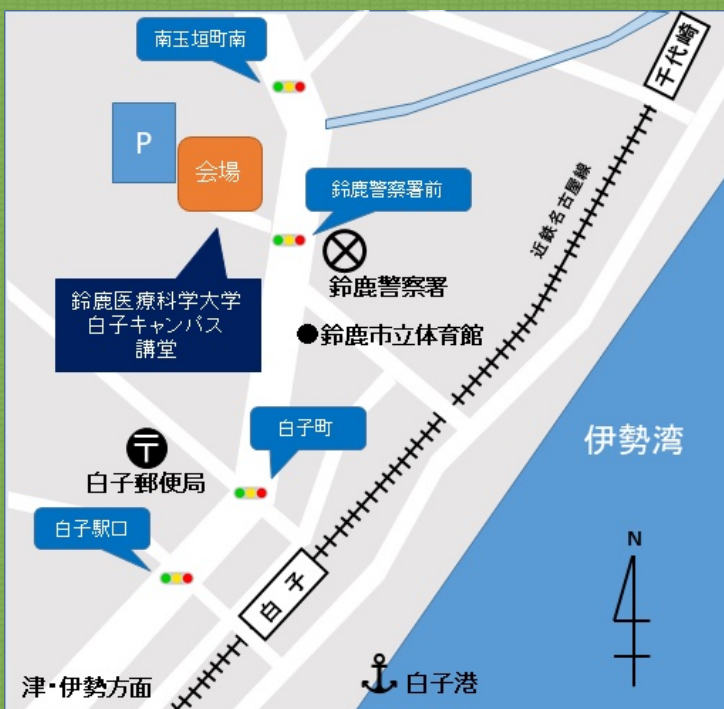 南玉垣町南
千代崎
P
会場
鈴鹿警察署前
近鉄名古屋線
鈴鹿警察署
鈴鹿医療科学大学
白子キャンパス
講堂
鈴鹿市立体育館
白子町
伊勢湾
〒
白子郵便局
白子駅口
N
白子
津・伊勢方面
白子港